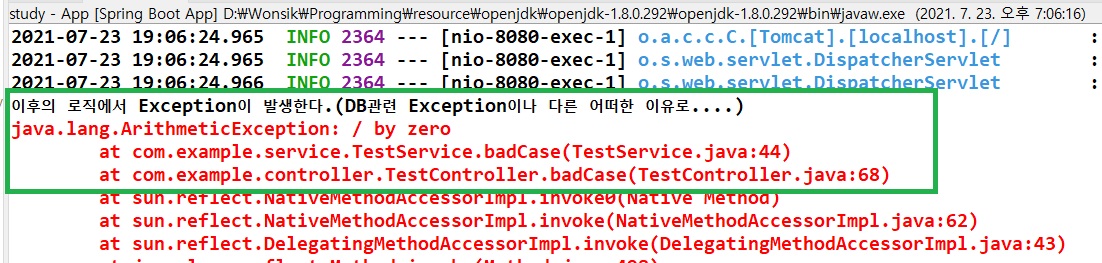 study - App [Spring Boot App] D:₩Wonsik₩Programming₩resource₩openjdk₩openjdk-1.8.0.292₩openjdk-1.8.0.292₩bin₩javaw.exe (2021. 7. 23. 오후 7:06:16)
2021-07-23 19:06:24.965 INFO 2364 --- [nio-8080-exec-1] o.a.c.c.C.[Tomcat].[localhost].[/] :
2021-07-23 19:06:24.965 INFO 2364 --- [nio-8080-exec-1] o.s.web.servlet.DispatcherServlet :
2021-07-23 19:06:24.966 INFO 2364 --- [nio-8080-exec-1] o.s.web.servlet.DispatcherServlet :
이후의 로직에서 Exception이 발생한다.(DB관련 Exception이나 다른 어떠한 이유로....)
java.lang.ArithmeticException: / by zero
at com.example.service.TestService.badCase(TestService.java:44)
at com.example.controller.TestController.badCase(TestController.java:68)
at sun.reflect.NativeMethodAccessorImpl.invoke0(Native Method)
at sun.reflect.NativeMethodAccessorImpl.invoke(NativeMethodAccessorImpl.java:62)
at sun.reflect.DelegatingMethodAccessorImpl.invoke(DelegatingMethodAccessorImpl.java:43)